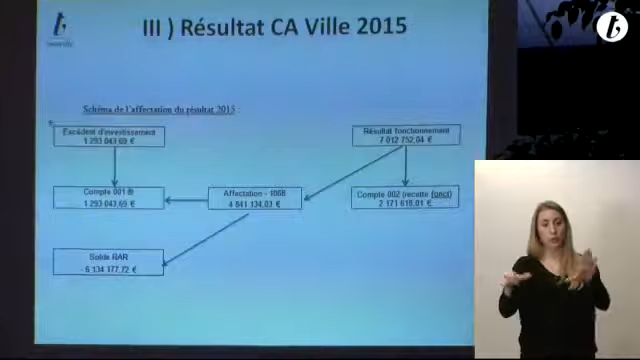 III ) Résultat CA Ville 2015
Schéma de l'affectation du résultat 2015
Excédent d'investissement
1 293 043,69 €
Résultat fonctionnement
7 012 752,04 €
Compte 001 R
1 293 043,69 €
Affectation - 1068
4 841 134,03 €
Compte 002 (recette fonct)
2 171 618,01 €
Solde RAR
- 6 134 177,72 €